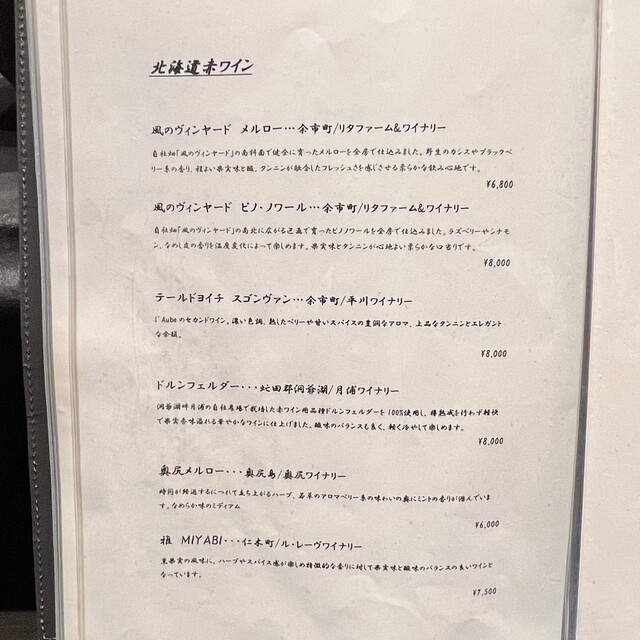 北海道赤ワイン
風のヴィンヤード メルロー…余市町/リタファーム&ワイナリー
自社畑「風のヴィンヤード」の南斜面で健全に育ったメルローを全房で仕込みました。野生のカシスやブラックベ
リー系の香り、程よい果実味と酸、タンニンが融合したフレッシュさを感じさせる柔らかな飲み心地です。
¥6,800
風のヴィンヤード ピノ・ノワール…余市町/リタファーム&ワイナリー
自社畑「風のヴィンヤード」の南北に広がる区画で育ったピノノワールを全房で仕込みました。ラズベリーやシナモ
ン、なめし皮の香りを温度変化によって楽しめます。果実味とタンニンが心地よい柔らかな口当りです。
¥8,000
テールドヨイチ スゴンヴァン…余市町/平川ワイナリー
l'Aubeのセカンドワイン。濃い色調、熟したベリーや甘いスパイスの豊潤なアロマ、上品なタンニンとエレガント
な余韻。
¥8,000
ドルンフェルダー・・・虻田郡洞爺湖/月浦ワイナリー
洞爺湖畔月浦の自社農場で栽培した赤ワイン用品種ドルンフェルダーを100%使用し、樽熟成を行わず軽快
で果実香味溢れる華やかなワインに仕上げました。酸味のバランスも良く、軽く冷やして楽しめます。
¥8,000
奥尻メルロー・・・奥尻島/奥尻ワイナリー
時間が経過するにつれて立ち上がるハーブ、若草のアロマベリー系の味わいの奥にミントの香りが潜んでいま
す。なめらか味のミディアム
¥6,000
雅 MIYABI・・・仁木町/ル・レーヴワイナリー
黒果実の風味に、ハーブやスパイス感が楽しめ特徴的な香りに対して果実味と酸味のバランスの良いワインと
なっています。
¥7,500